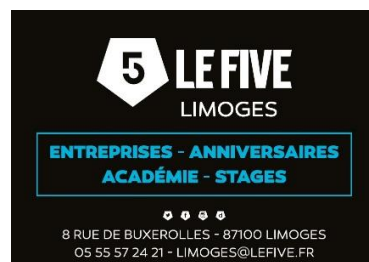 5 LE FIVE
LIMOGES
ENTREPRISES - ANNIVERSAIRES
ACADÉMIE - STAGES
8 RUE DE BUXEROLLES - 87100 LIMOGES
05 55 57 24 21 - LIMOGES@LEFIVE.FR